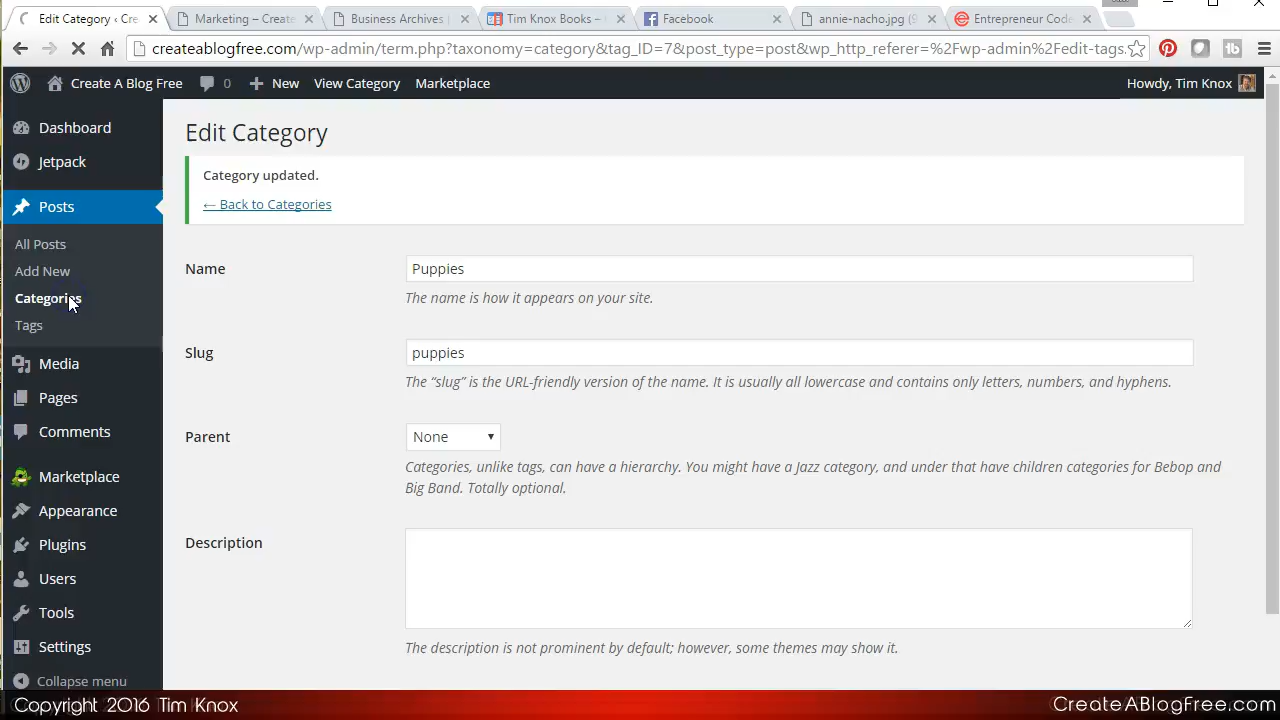 Edit Category ‹ Cre
Marketing – Create
Business Archives
Tim Knox Books –
Facebook
annie-nacho.jpg (9
Entrepreneur Code
createablogfree.com/wp-admin/term.php?taxonomy=category&tag_ID=7&post_type=post&wp_http_referer=%2Fwp-admin%2Fedit-tags.
Create A Blog Free
0
New
View Category
Marketplace
Howdy, Tim Knox
Dashboard
Jetpack
Posts
All Posts
Add New
Categories
Tags
Media
Pages
Comments
Marketplace
Appearance
Plugins
Users
Tools
Settings
Collapse menu
Edit Category
Category updated.
← Back to Categories
Name
Puppies
The name is how it appears on your site.
Slug
puppies
The “slug” is the URL-friendly version of the name. It is usually all lowercase and contains only letters, numbers, and hyphens.
Parent
None
Categories, unlike tags, can have a hierarchy. You might have a Jazz category, and under that have children categories for Bebop and
Big Band. Totally optional.
Description
The description is not prominent by default; however, some themes may show it.
Copyright 2016 Tim Knox
CreateABlogFree.com